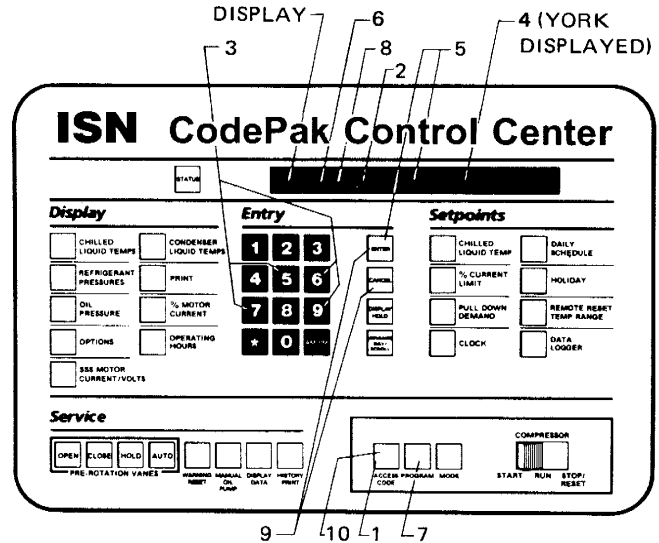 DISPLAY
6
4 (YORK
DISPLAYED)
3
8
2
5
ISN CodePak Control Center
STATUS
Display
CHILLED
LIQUID TEMPS
CONDENSER
LIQUID TEMPS
REFRIGERANT
PRESSURES
PRINT
OIL
PRESSURE
% MOTOR
CURRENT
OPTIONS
OPERATING
HOURS
SSS MOTOR
CURRENT/VOLTS
Entry
1 2 3
4 5 6
7 8 9
* 0
ENTER
CANCEL
DISPLAY
HOLD
Setpoints
CHILLED
LIQUID TEMP
DAILY
SCHEDULE
% CURRENT
LIMIT
HOLIDAY
PULL DOWN
DEMAND
REMOTE RESET
TEMP RANGE
CLOCK
DATA
LOGGER
Service
OPEN CLOSE HOLD AUTO
PRE-ROTATION VANES
WARNING
RESET
MANUAL
OIL
PUMP
DISPLAY
DATA
HISTORY
PRINT
ACCESS
CODE
PROGRAM
MODE
COMPRESSOR
START RUN STOP/
RESET
9 10 1 7